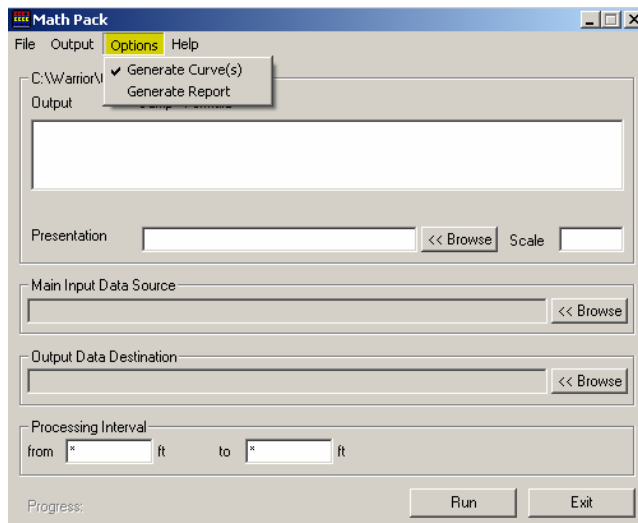 Math Pack
File Output Options Help
Generate Curve(s)
Generate Report
C:\Warrior\
Output
Presentation << Browse Scale
Main Input Data Source
<< Browse
Output Data Destination
<< Browse
Processing Interval
from * ft to * ft
Progress: Run Exit